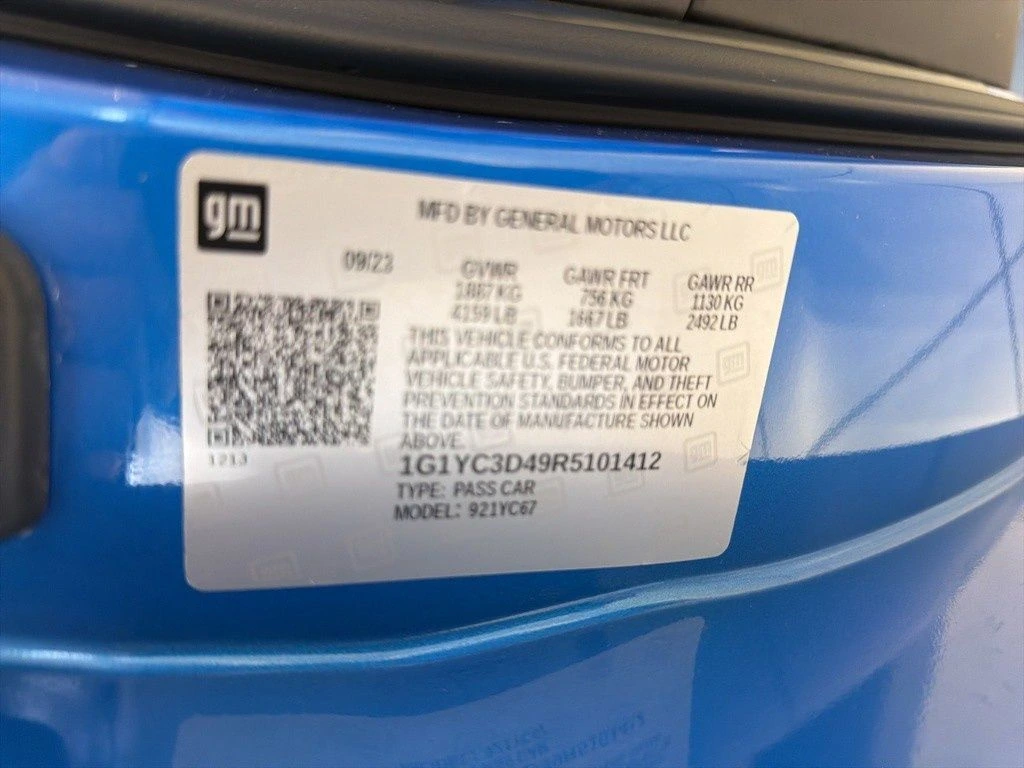 gm
MFD BY GENERAL MOTORS LLC
09/23 GVWR GAWR FRT GAWR RR
1887 KG 756 KG 1130 KG
4159 LB 1667 LB 2492 LB
THIS VEHICLE CONFORMS TO ALL
APPLICABLE U.S. FEDERAL MOTOR
VEHICLE SAFETY, BUMPER, AND THEFT
PREVENTION STANDARDS IN EFFECT ON
THE DATE OF MANUFACTURE SHOWN
ABOVE.
1213
1G1YC3D49R5101412
TYPE: PASS CAR
MODEL: 921YC67